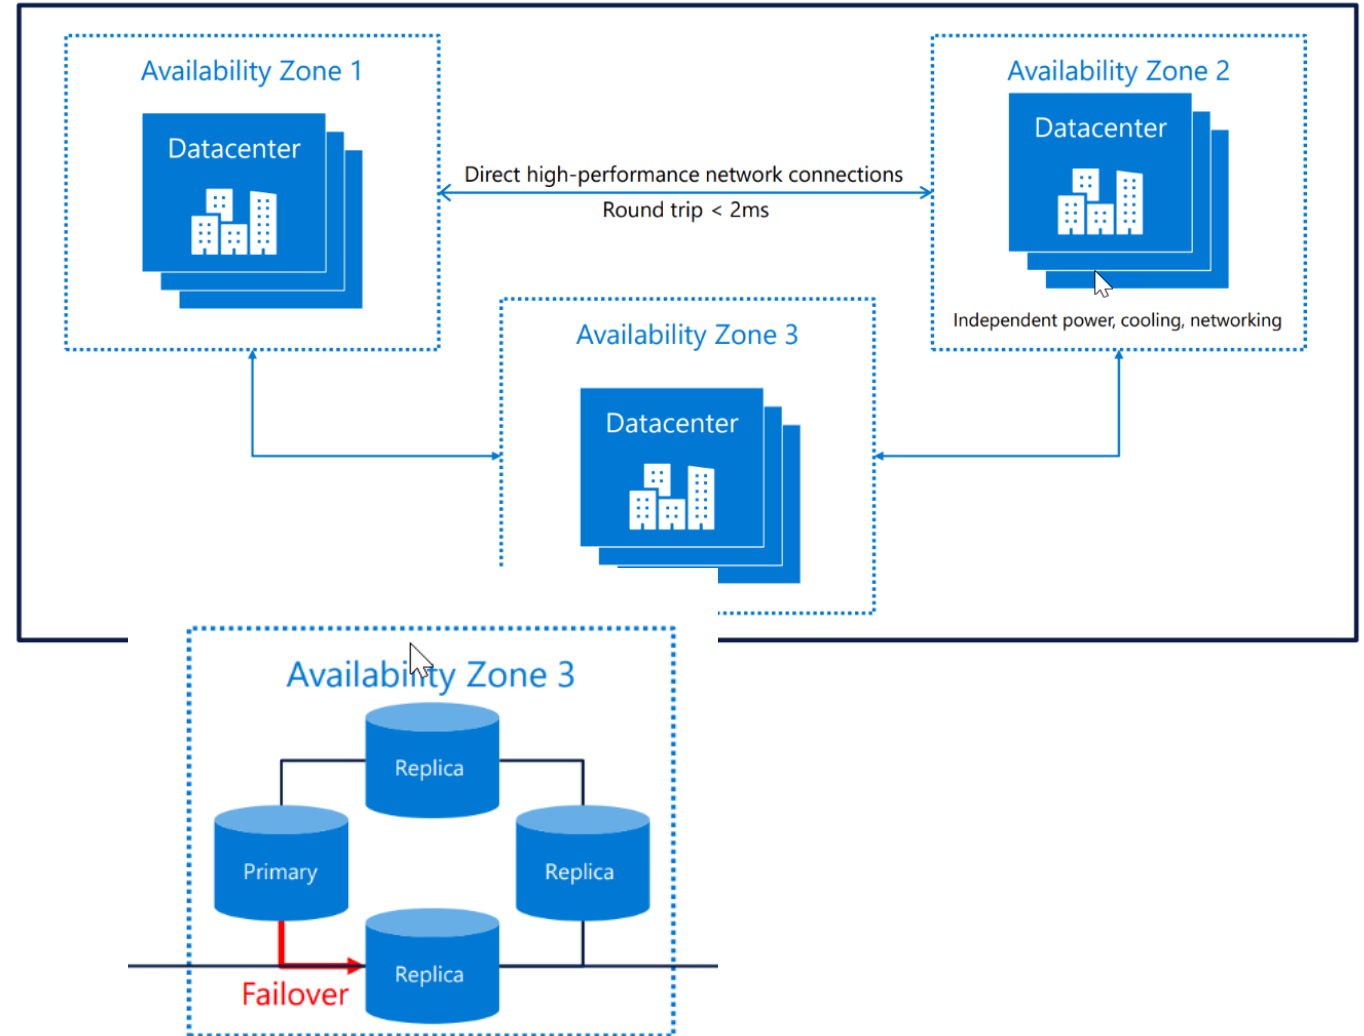 Availability Zone 1
Datacenter
Direct high-performance network connections
Round trip < 2ms
Availability Zone 2
Datacenter
Independent power, cooling, networking
Availability Zone 3
Datacenter
Availability Zone 3
Replica
Primary
Replica
Replica
Failover